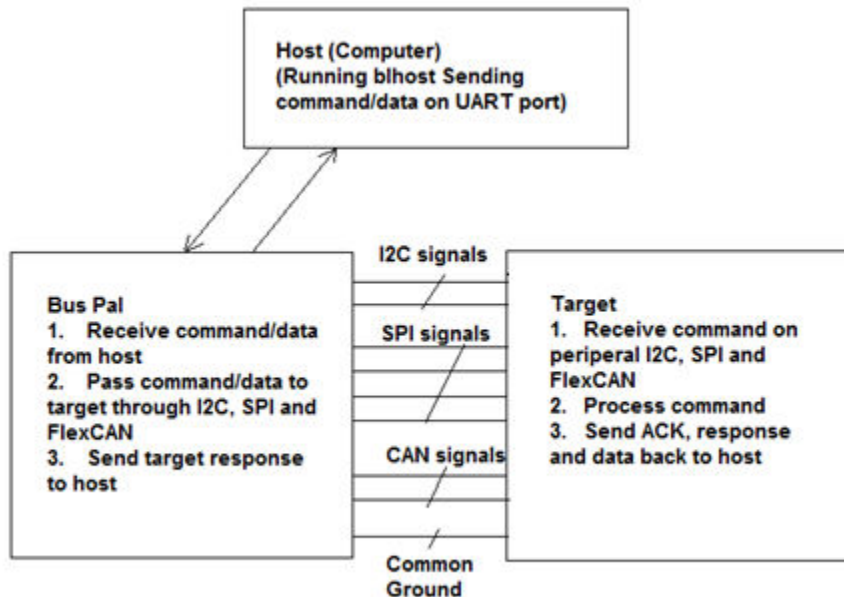 Host (Computer)
(Running blhost Sending
command/data on UART port)
I2C signals
Bus Pal
1. Receive command/data
from host
2. Pass command/data to
target through I2C, SPI and
FlexCAN
3. Send target response
to host
SPI signals
CAN signals
Common
Ground
Target
1. Receive command on
periperal I2C, SPI and
FlexCAN
2. Process command
3. Send ACK, response
and data back to host